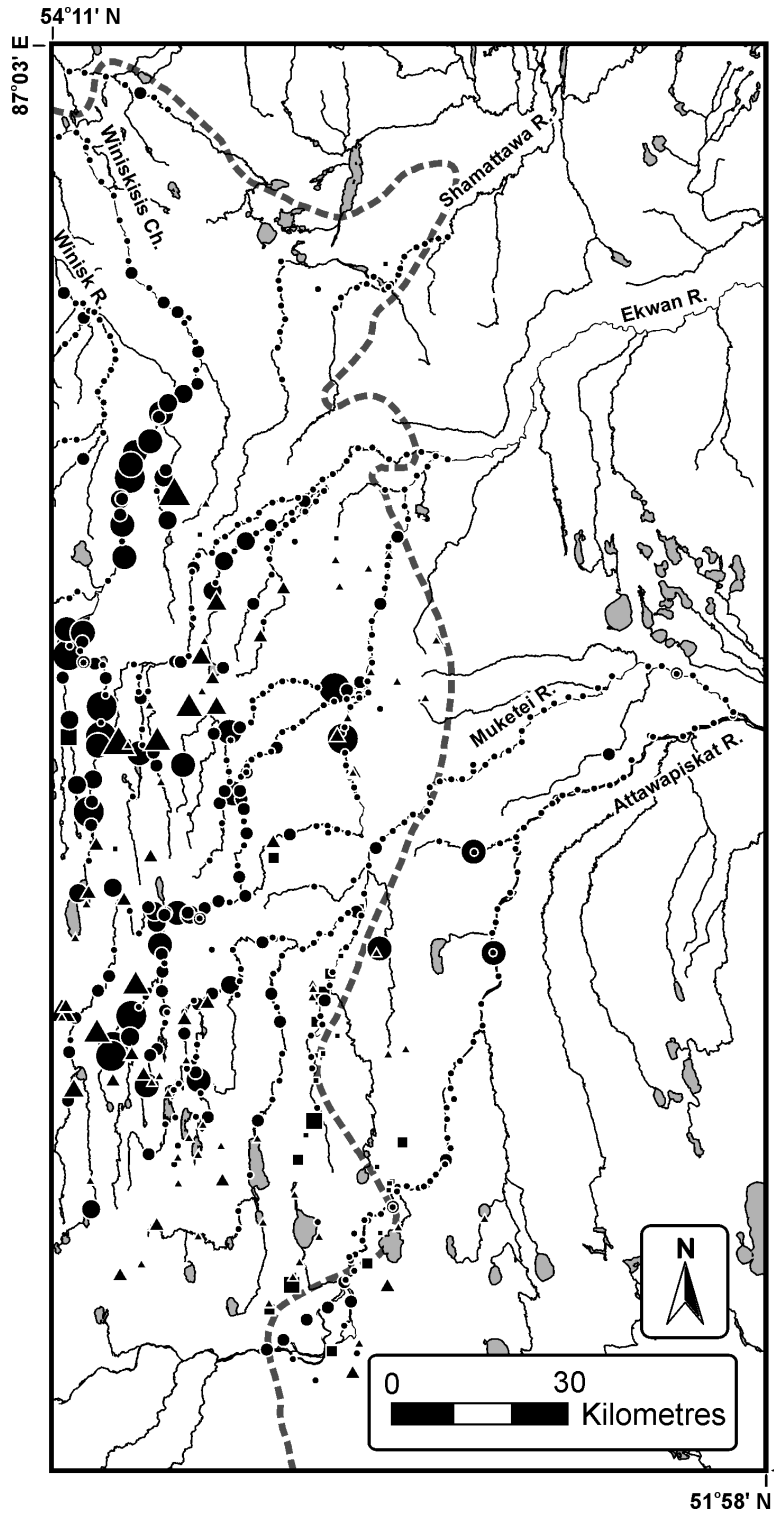 54°11' N
87°03' E
Winiskisis Ch.
Shamattawa R.
Winisk R.
Ekwan R.
Muketei R.
Attawapiskat R.
N
0 30
Kilometres
51°58' N